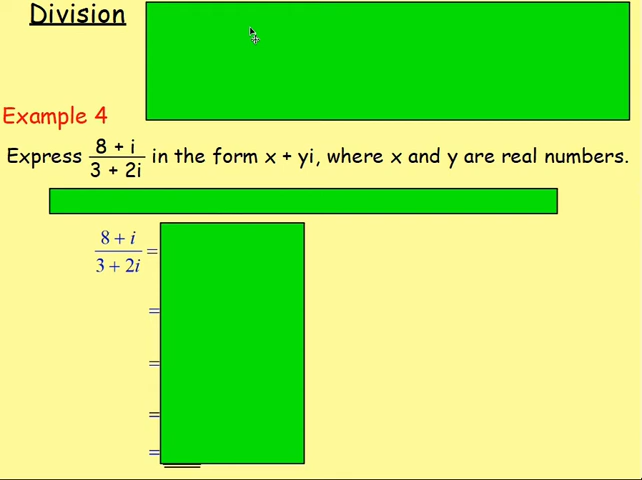 Division
Example 4
Express (8 + i)/(3 + 2i) in the form x + yi, where x and y are real numbers.
(8 + i)/(3 + 2i) =
=
=
=
=